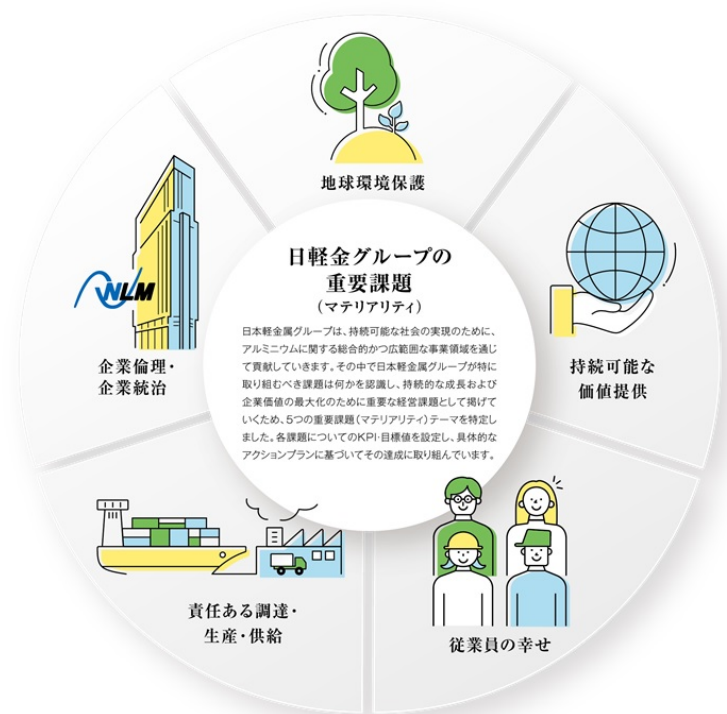 地球環境保護
日軽金グループの
重要課題
(マテリアリティ)
日本軽金属グループは、持続可能な社会の実現のために、
アルミニウムに関する総合的かつ広範囲な事業領域を通じ
て貢献していきます。その中で日本軽金属グループが特に
取り組むべき課題は何かを認識し、持続的な成長および
企業価値の最大化のために重要な経営課題として掲げて
いくため、5つの重要課題(マテリアリティ)テーマを特定し
ました。各課題についてのKPI・目標値を設定し、具体的な
アクションプランに基づいてその達成に取り組んでいます。
持続可能な
価値提供
従業員の幸せ
責任ある調達・
生産・供給
NLM
企業倫理・
企業統治